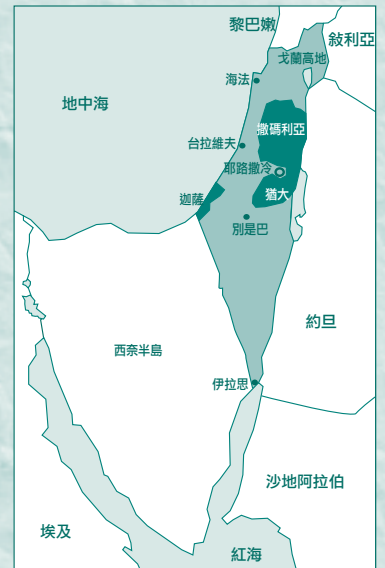 黎巴嫩
敍利亞
戈蘭高地
海法
地中海
撒碼利亞
台拉維夫
耶路撒冷
迦薩
猶大
別是巴
約旦
西奈半島
伊拉思
沙地阿拉伯
埃及
紅海